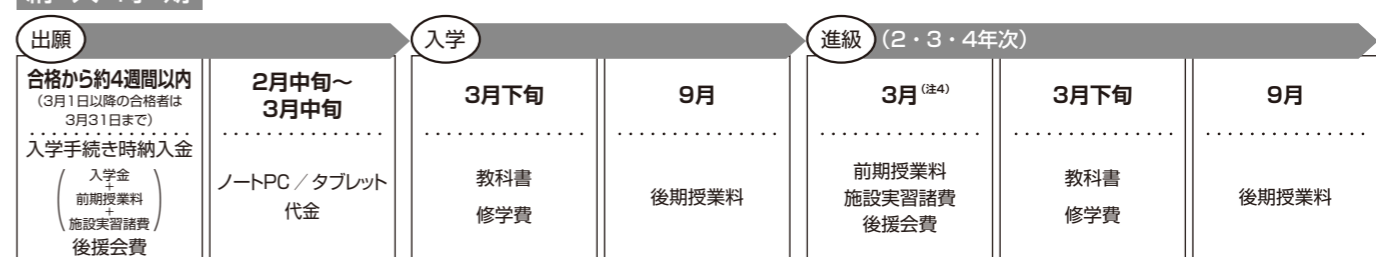 出願
合格から約4週間以内
(3月1日以降の合格者は
3月31日まで)
入学手続き時納入金
入学金
+
前期授業料
+
施設実習諸費
後援会費
2月中旬～
3月中旬
ノートPC／タブレット
代金
入学
3月下旬
教科書
修学費
9月
後期授業料
進級 (2・3・4年次)
3月(注4)
前期授業料
施設実習諸費
後援会費
3月下旬
教科書
修学費
9月
後期授業料